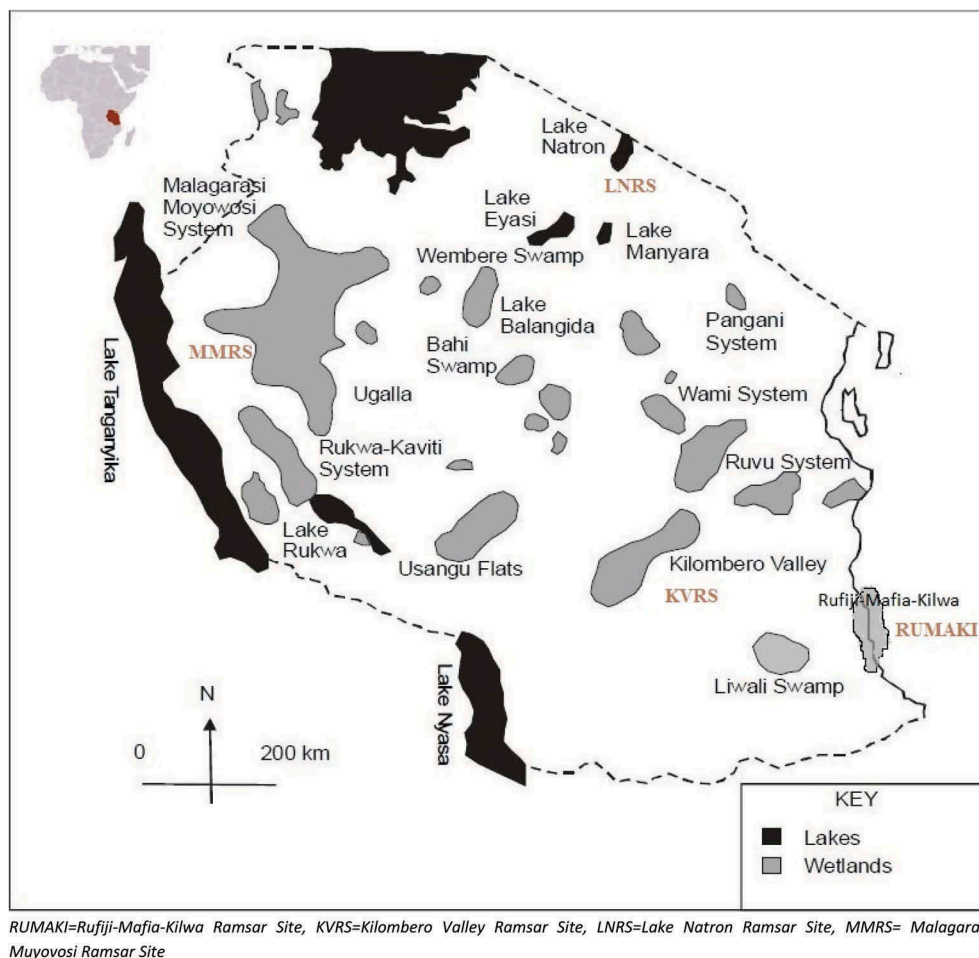 Lake
Natron
LNRS
Malagarasi
Moyowosi
System
Lake
Eyasi
Lake
Manyara
Wembere Swamp
Lake
Balangida
Pangani
System
MMRS
Bahi
Swamp
Lake Tanganyika
Ugalla
Wami System
Rukwa-Kaviti
System
Ruvu System
Lake
Rukwa
Usangu Flats
Kilombero Valley
KVRS
Rufiji-Mafia-Kilwa
RUMAKI
Liwali Swamp
Lake Nyasa
N
0 200 km
KEY
Lakes
Wetlands
RUMAKI=Rufiji-Mafia-Kilwa Ramsar Site, KVRS=Kilombero Valley Ramsar Site, LNRS=Lake Natron Ramsar Site, MMRS= Malagara
Muyovosi Ramsar Site